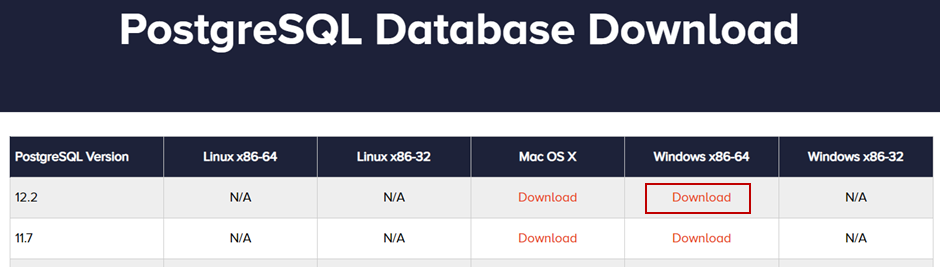 PostgreSQL Database Download
PostgreSQL Version Linux x86-64 Linux x86-32 Mac OS X Windows x86-64 Windows x86-32
12.2 N/A N/A Download Download N/A
11.7 N/A N/A Download Download